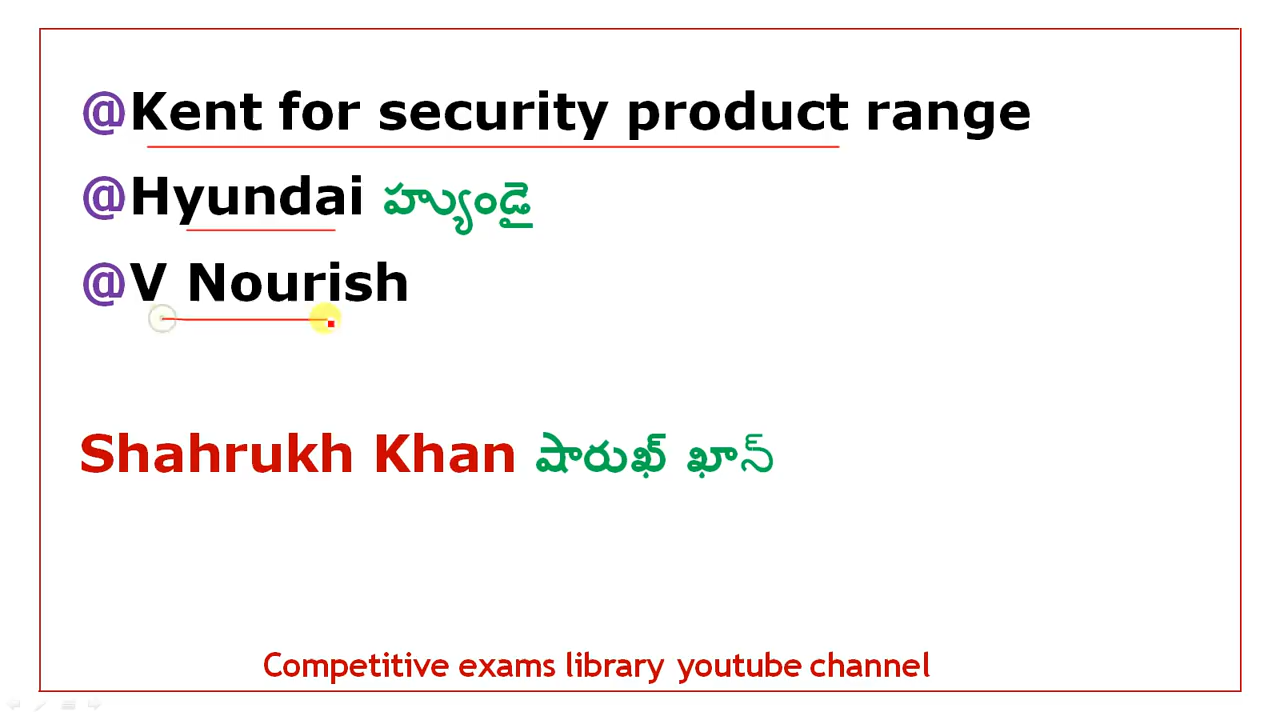 @Kent for security product range
@Hyundai హ్యుండై
@V Nourish
Shahrukh Khan షారుఖ్ ఖాన్
Competitive exams library youtube channel